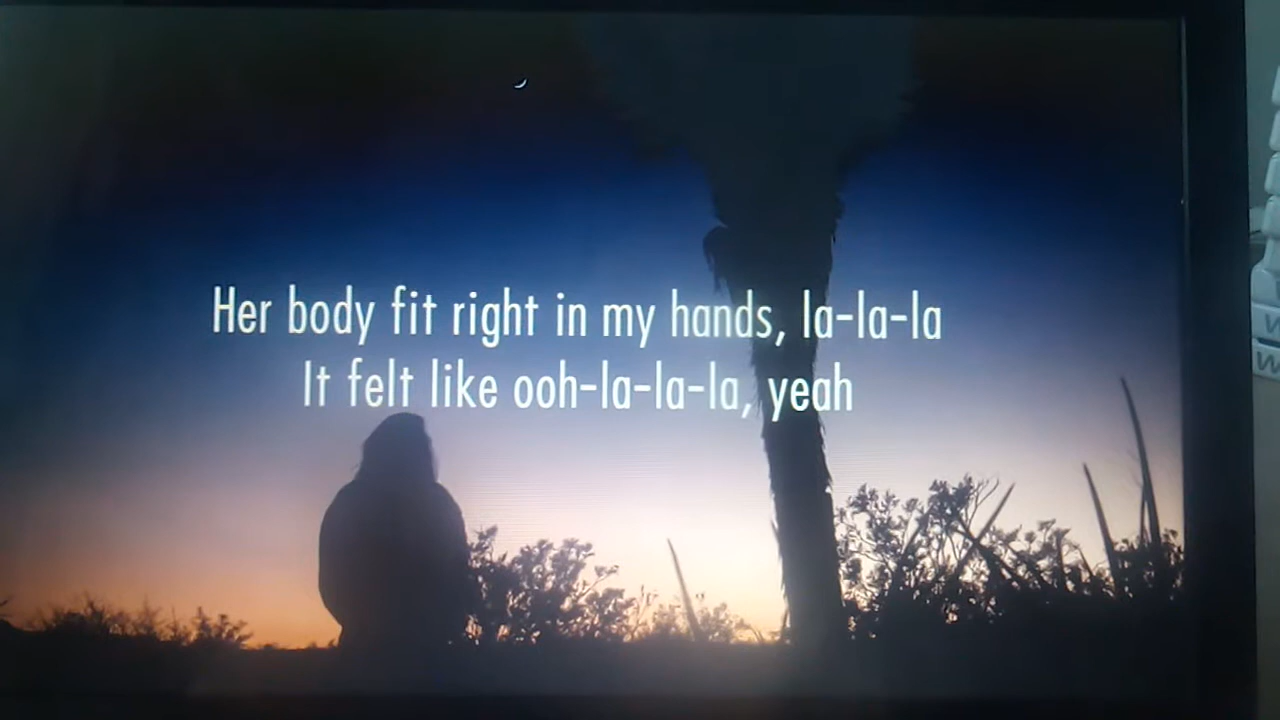 Her body fit right in my hands, la-la-la
It felt like ooh-la-la-la, yeah